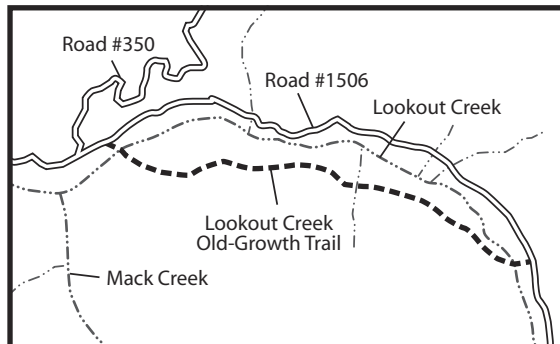 Road #350
Road #1506
Lookout Creek
Lookout Creek
Old-Growth Trail
Mack Creek